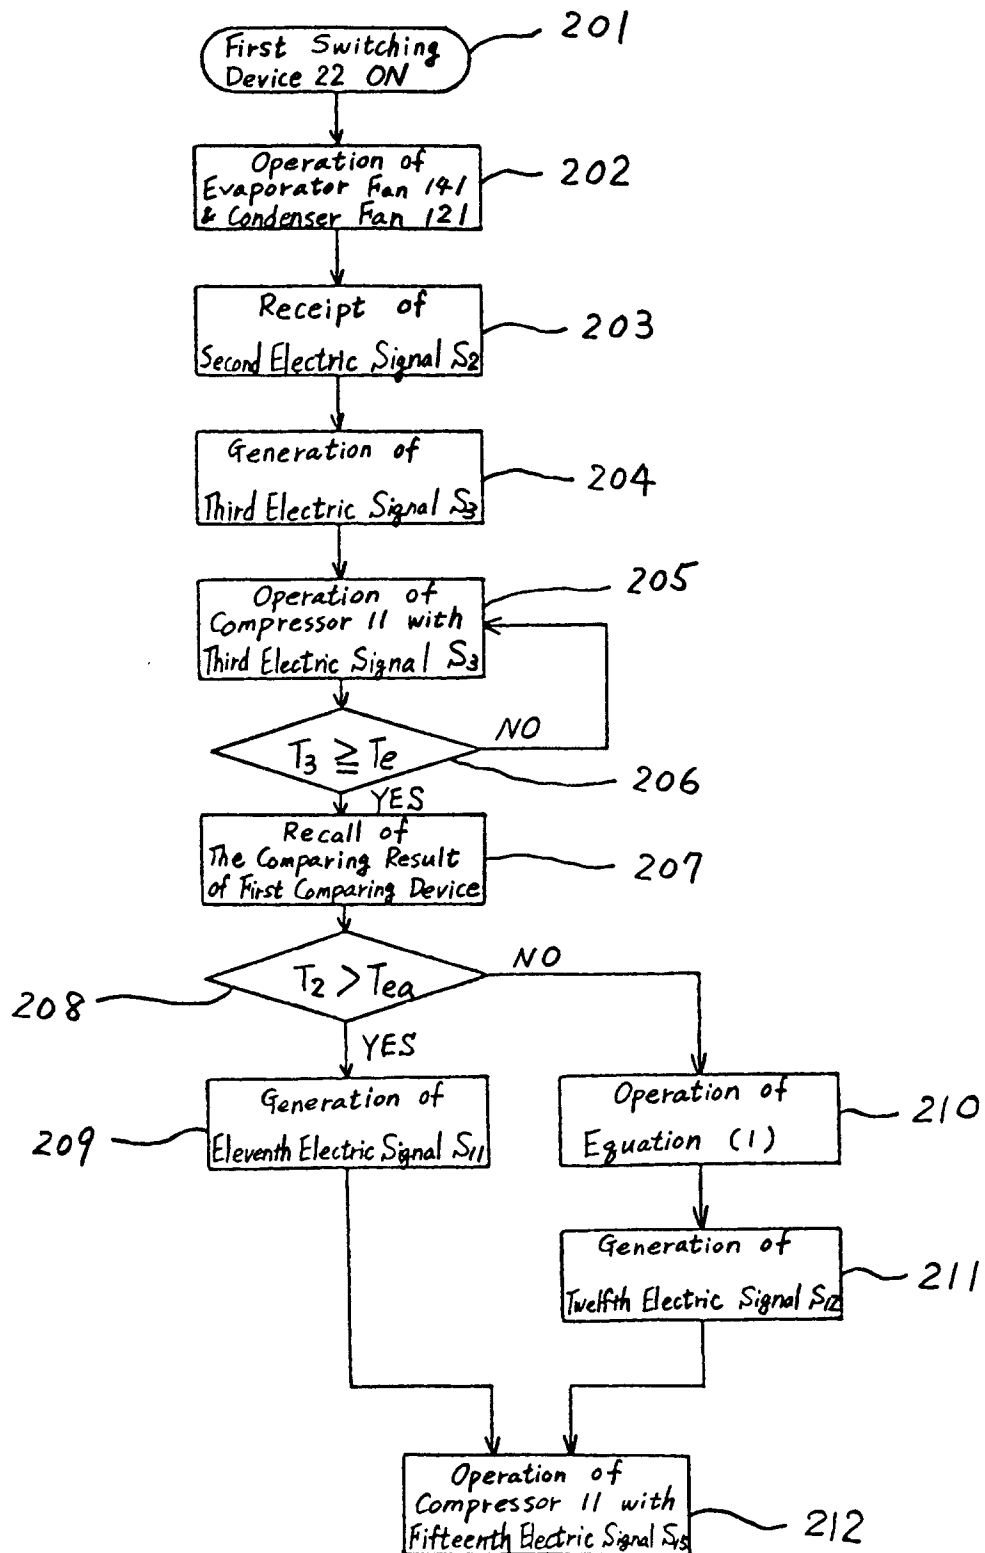 First Switching
Device 22 ON
201
Operation of
Evaporator Fan 141
& Condenser Fan 121
202
Receipt of
Second Electric Signal S2
203
Generation of
Third Electric Signal S3
204
Operation of
Compressor 11 with
Third Electric Signal S3
205
T3 ≧ Te
NO
206
YES
Recall of
The Comparing Result
of First Comparing Device
207
T2 > Tea
NO
208
YES
Generation of
Eleventh Electric Signal S11
209
Operation of
Equation (1)
210
Generation of
Twelfth Electric Signal S12
211
Operation of
Compressor 11 with
Fifteenth Electric Signal S15
212